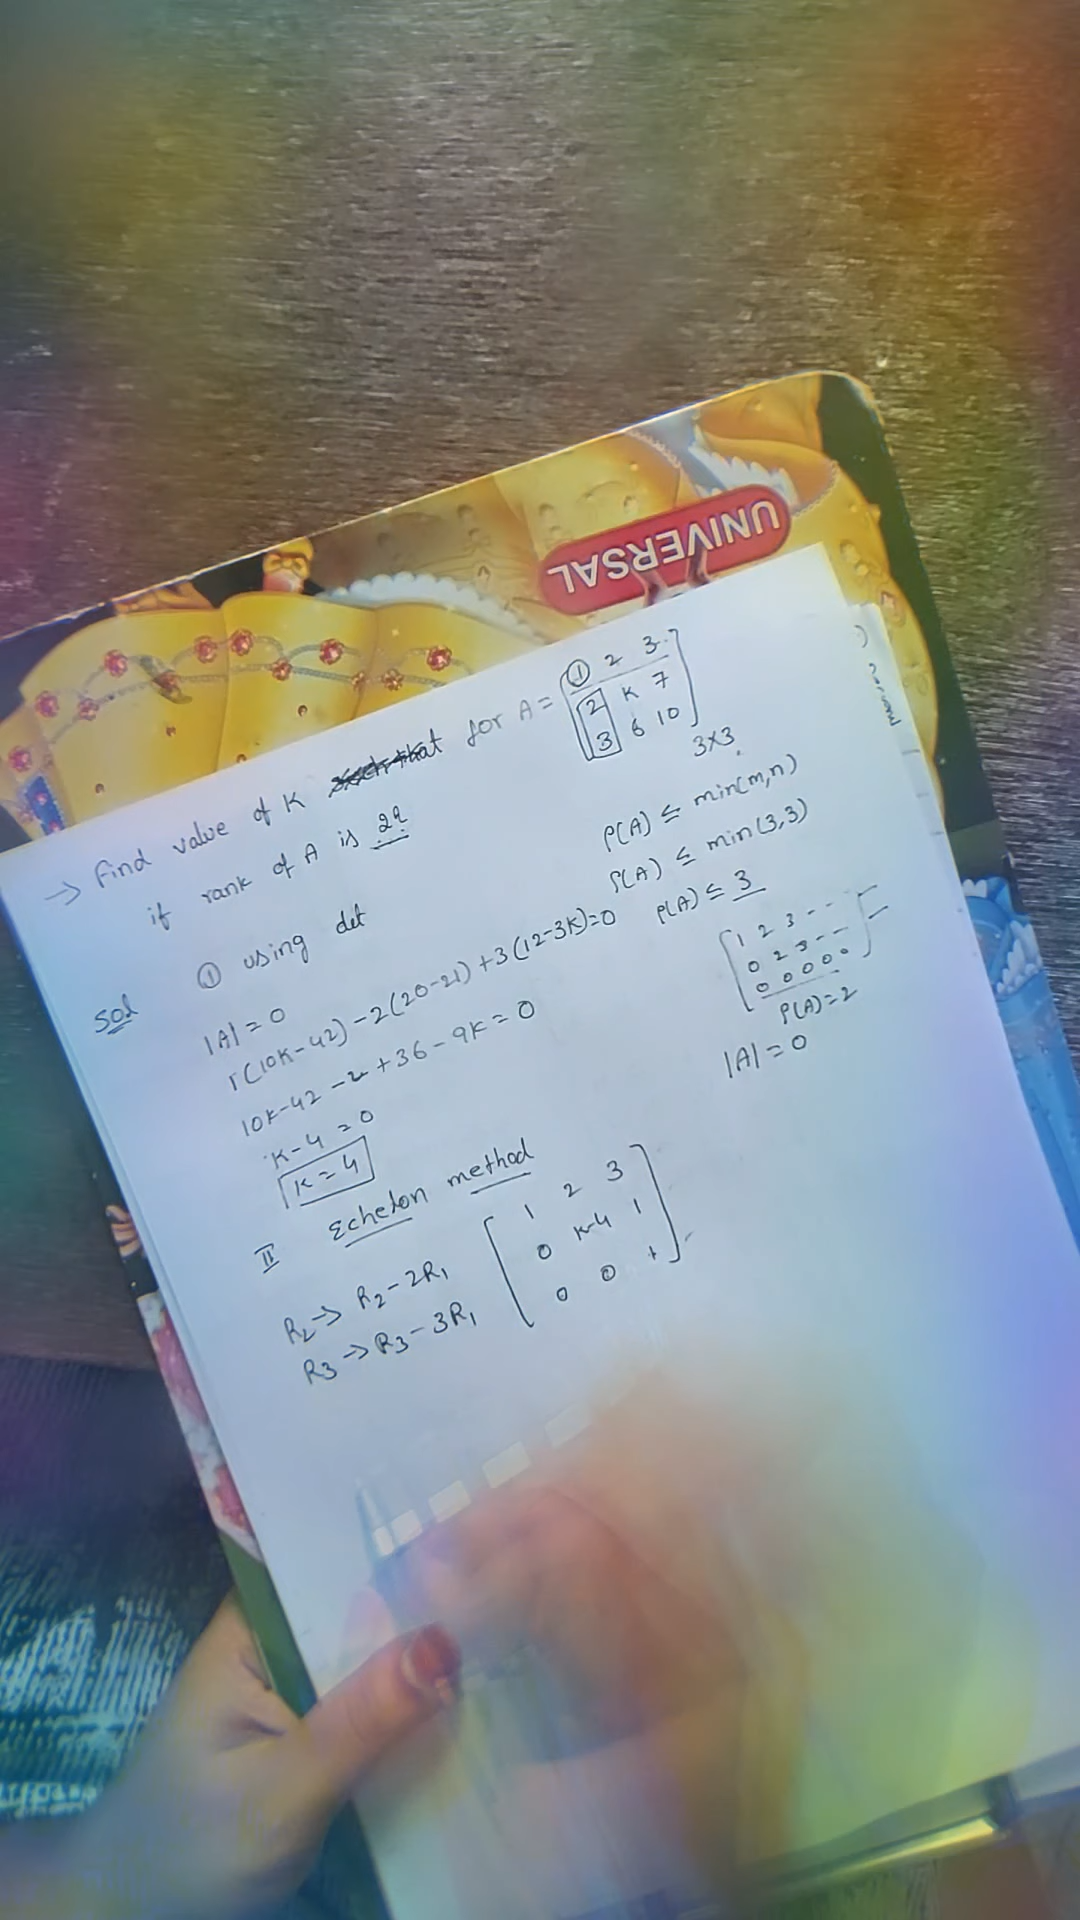 UNIVERSAL
→ Find value of K for A = [1 2 3
2 K 7
3 6 10]
3×3
if rank of A is 2?
ρ(A) ≤ min(m,n)
ρ(A) ≤ min(3,3)
ρ(A) ≤ 3
Sol ① using det
|A| = 0
1(10K-42)-2(20-21)+3(12-3K)=0
10K-42-2+36-9K=0
K-4=0
K=4
[1 2 3 --
0 2 3 --
0 0 0 0 ]
ρ(A)=2
|A|=0
II Echelon method
R2→R2-2R1
R3→R3-3R1
[1 2 3
0 K-4 1
0 0 1]